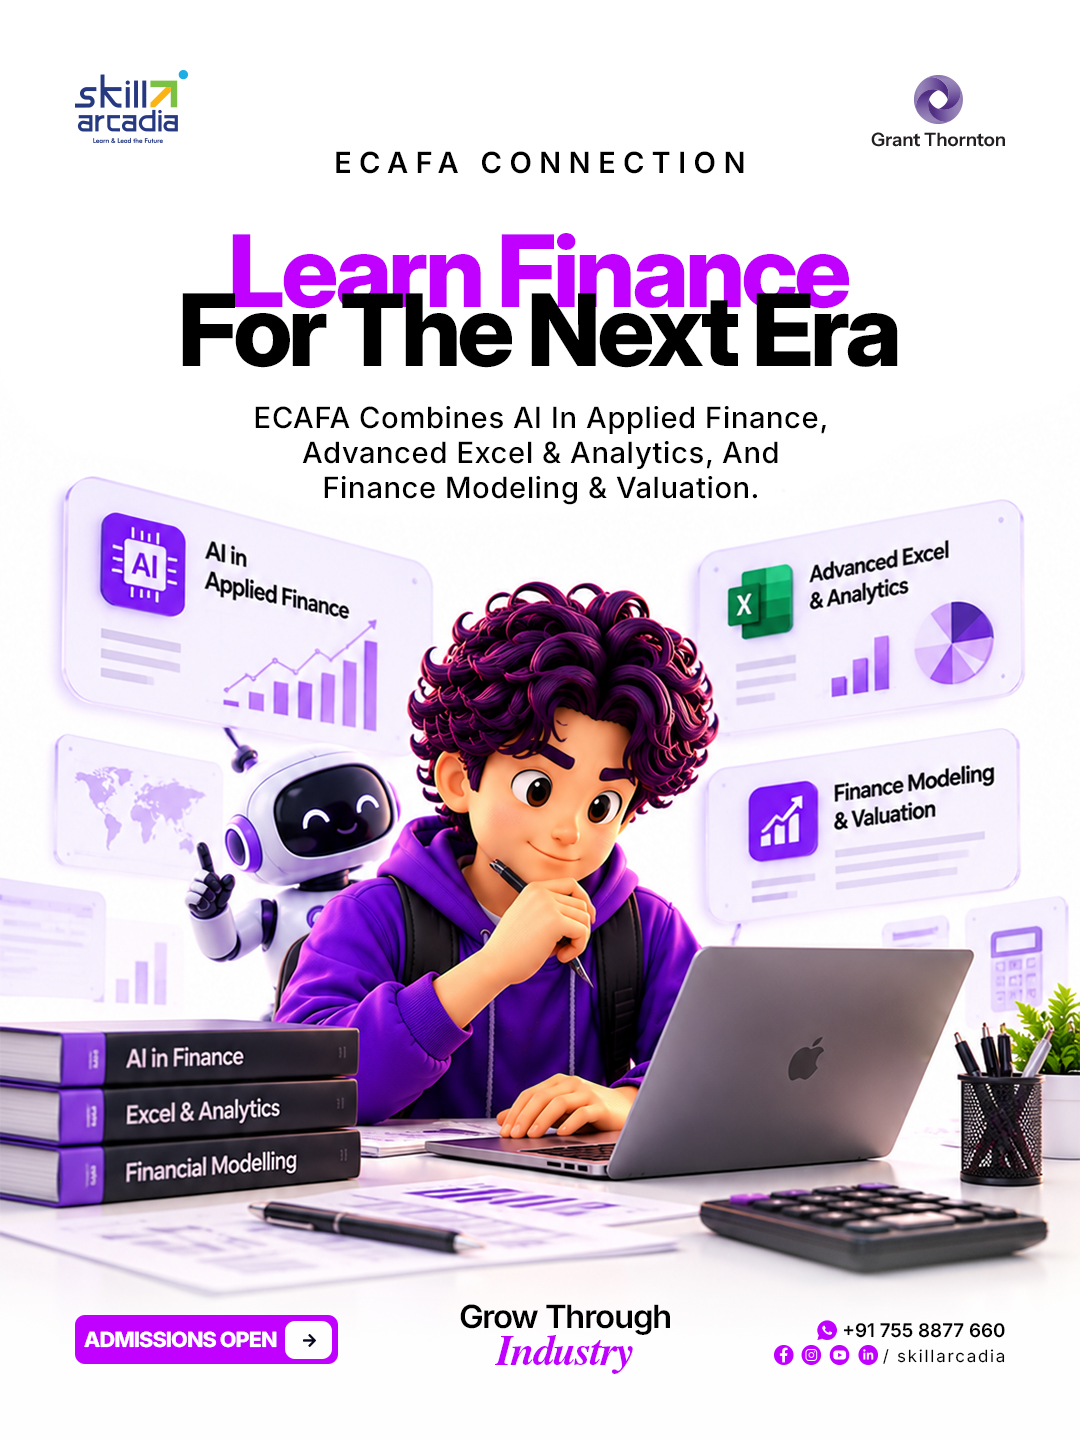 skill
arcadia
Learn & Lead the Future
Grant Thornton
ECAFA CONNECTION
Learn Finance
For The Next Era
ECAFA Combines AI In Applied Finance,
Advanced Excel & Analytics, And
Finance Modeling & Valuation.
AI
AI in
Applied Finance
X
Advanced Excel
& Analytics
Finance Modeling
& Valuation
AI in Finance
Excel & Analytics
Financial Modelling
ADMISSIONS OPEN
Grow Through
Industry
+91 755 8877 660
/ skillarcadia